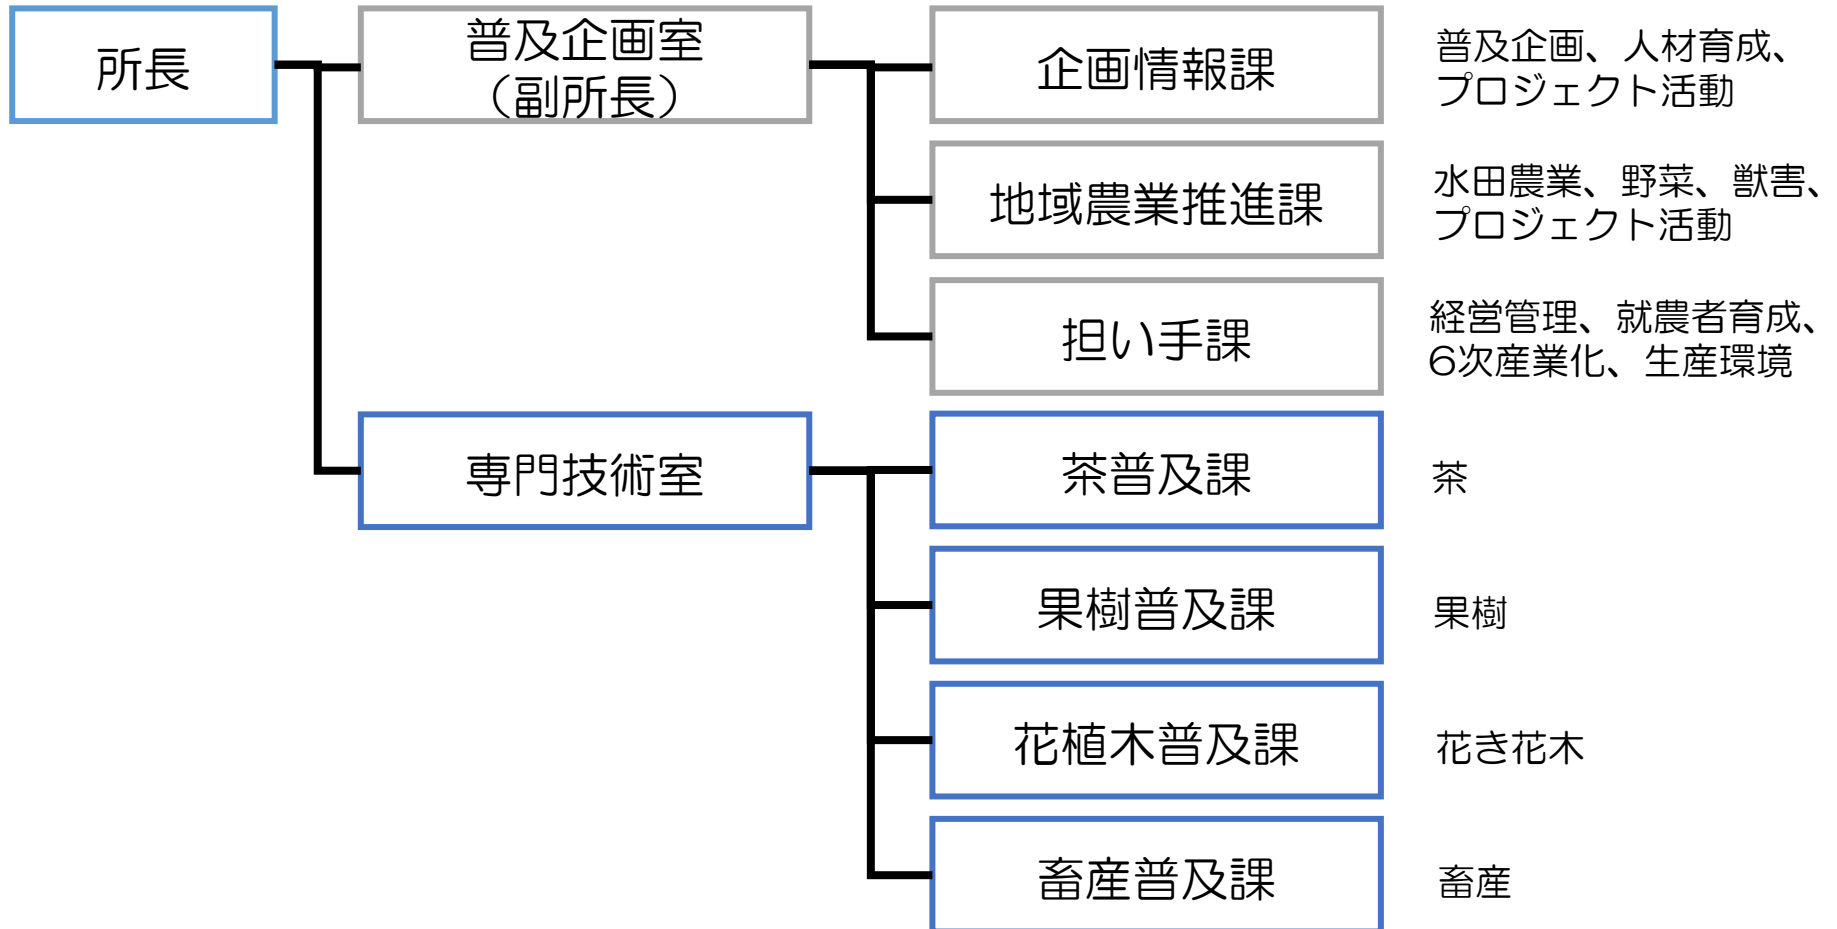 所長
普及企画室
（副所長）
企画情報課
普及企画、人材育成、
プロジェクト活動
地域農業推進課
水田農業、野菜、獣害、
プロジェクト活動
担い手課
経営管理、就農者育成、
６次産業化、生産環境
専門技術室
茶普及課
茶
果樹普及課
果樹
花植木普及課
花き花木
畜産普及課
畜産